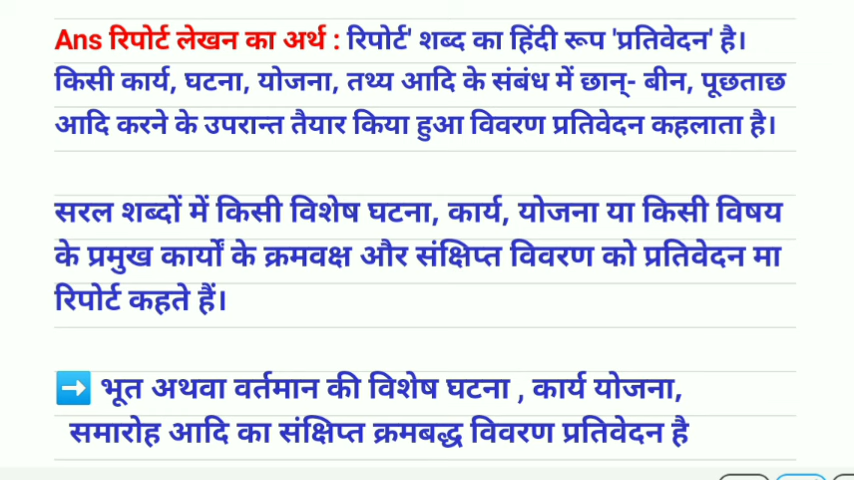 Ans रिपोर्ट लेखन का अर्थ : रिपोर्ट' शब्द का हिंदी रूप 'प्रतिवेदन' है।
किसी कार्य, घटना, योजना, तथ्य आदि के संबंध में छान्- बीन, पूछताछ
आदि करने के उपरान्त तैयार किया हुआ विवरण प्रतिवेदन कहलाता है।
सरल शब्दों में किसी विशेष घटना, कार्य, योजना या किसी विषय
के प्रमुख कार्यों के क्रमवक्ष और संक्षिप्त विवरण को प्रतिवेदन मा
रिपोर्ट कहते हैं।
➡ भूत अथवा वर्तमान की विशेष घटना , कार्य योजना,
समारोह आदि का संक्षिप्त क्रमबद्ध विवरण प्रतिवेदन है